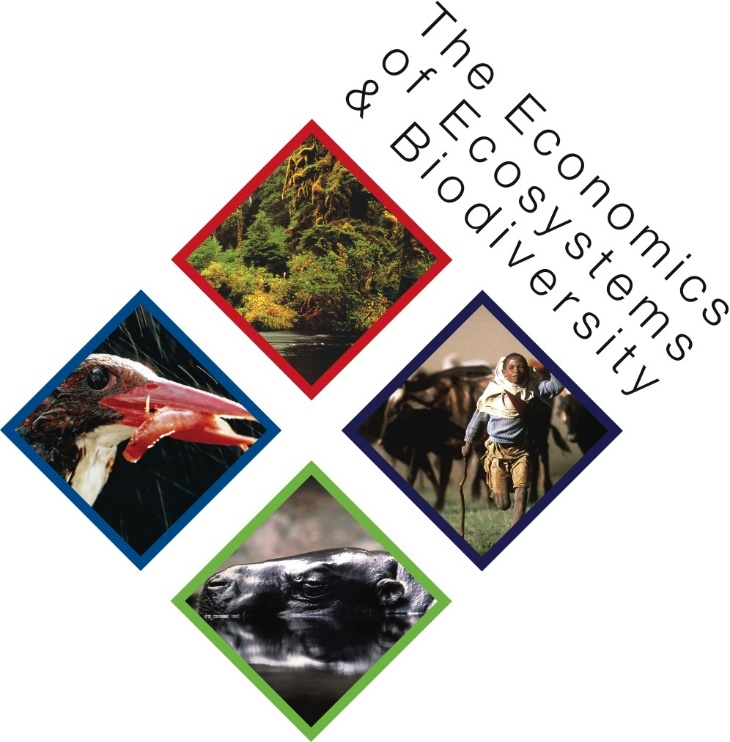 The Economics
of Ecosystems
& Biodiversity